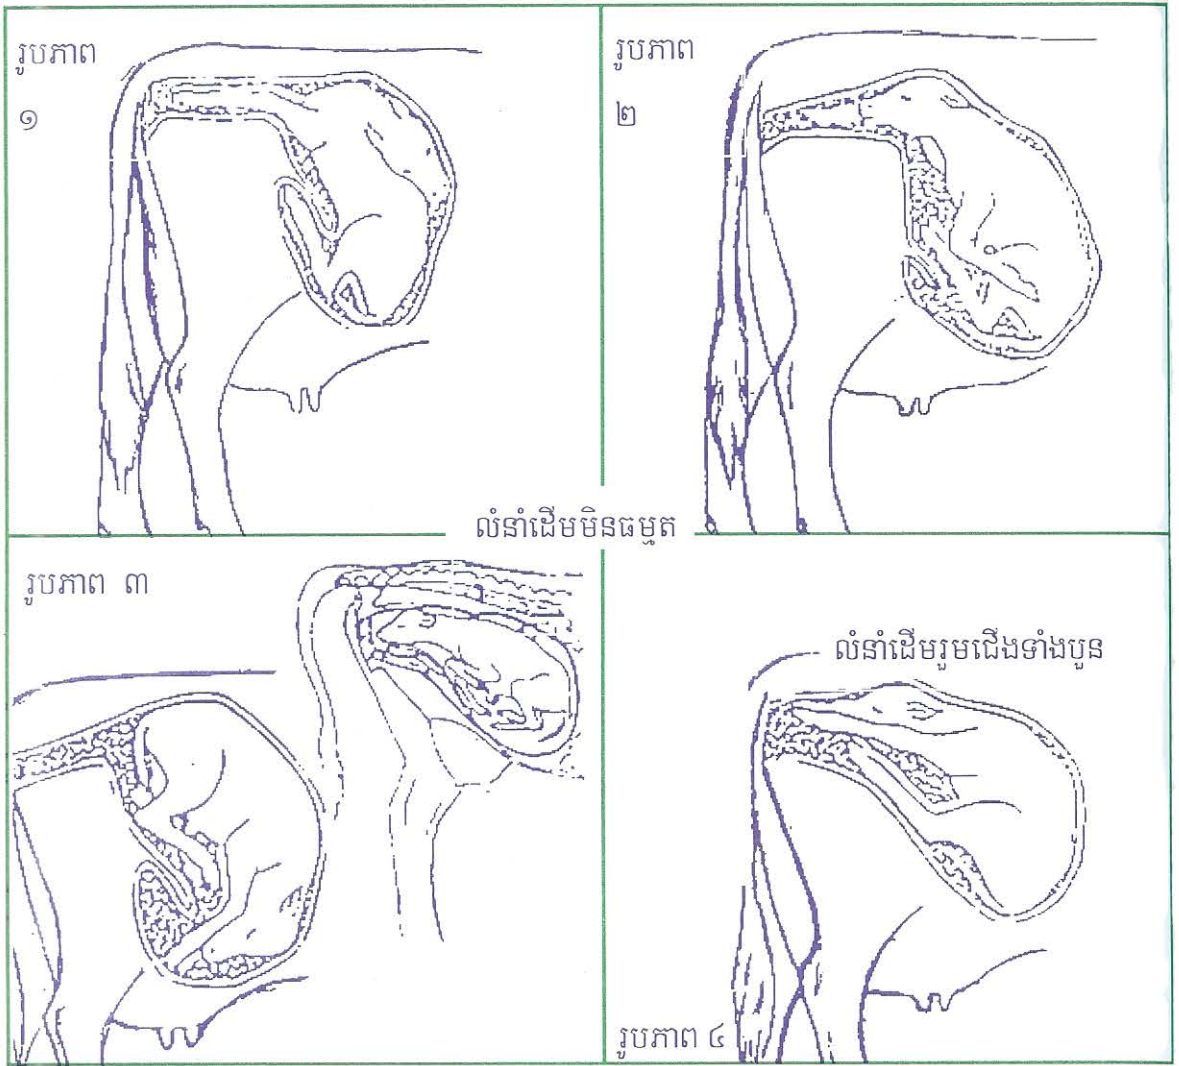 រូបភាព
១
រូបភាព
២
លំនាំដើមមិនធម្មត
រូបភាព ៣
លំនាំដើមរួមជើងទាំងបួន
រូបភាព ៤